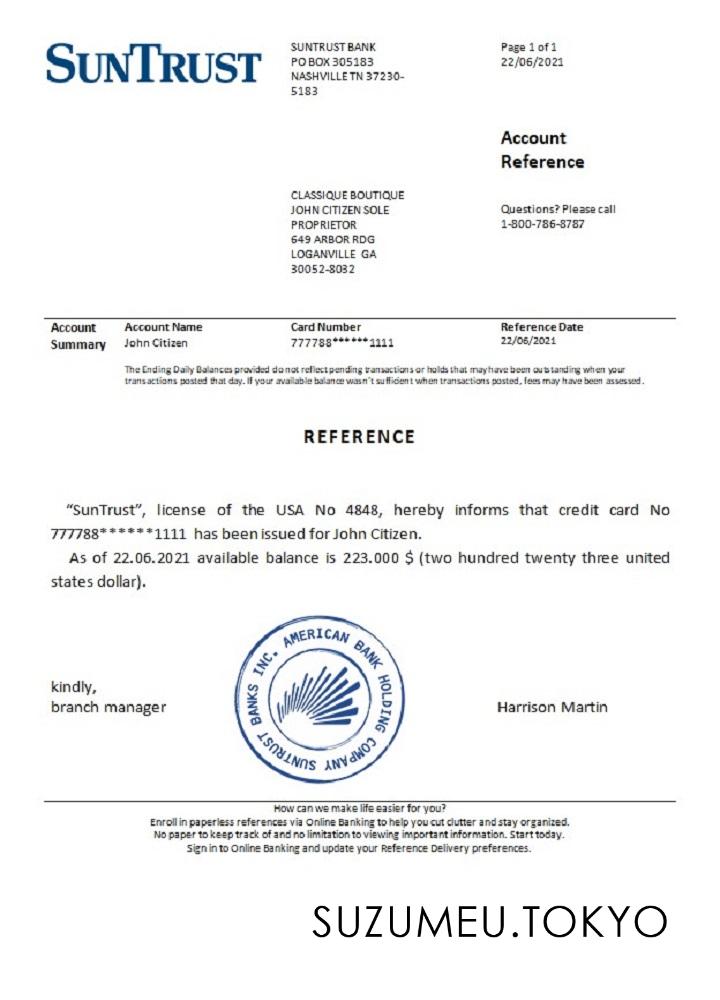 SUNTRUST
SUNTRUST BANK
PO BOX 305183
NASHVILLE TN 37230-
5183
Page 1 of 1
22/06/2021
Account
Reference
CLASSIQUE BOUTIQUE
JOHN CITIZEN SOLE
PROPRIETOR
649 ARBOR RDG
LOGANVILLE GA
30052-8032
Questions? Please call
1-800-786-8787
Account
Summary
Account Name
John Citizen
Card Number
777788******1111
Reference Date
22/06/2021
The Ending Daily Balances provided do not reflect pending transactions or holds that may have been outstanding when your
transactions posted that day. If your available balance wasn't sufficient when transactions posted, fees may have been assessed.
REFERENCE
"SunTrust", license of the USA No 4848, hereby informs that credit card No
777788******1111 has been issued for John Citizen.
As of 22.06.2021 available balance is 223.000 $ (two hundred twenty three united
states dollar).
kindly,
branch manager
SUNTRUST BANKS INC. AMERICAN BANK HOLDING COMPANY
Harrison Martin
How can we make life easier for you?
Enroll in paperless references via Online Banking to help you cut clutter and stay organized.
No paper to keep track of and no limitation to viewing important information. Start today.
Sign in to Online Banking and update your Reference Delivery preferences.
SUZUMEU.TOKYO